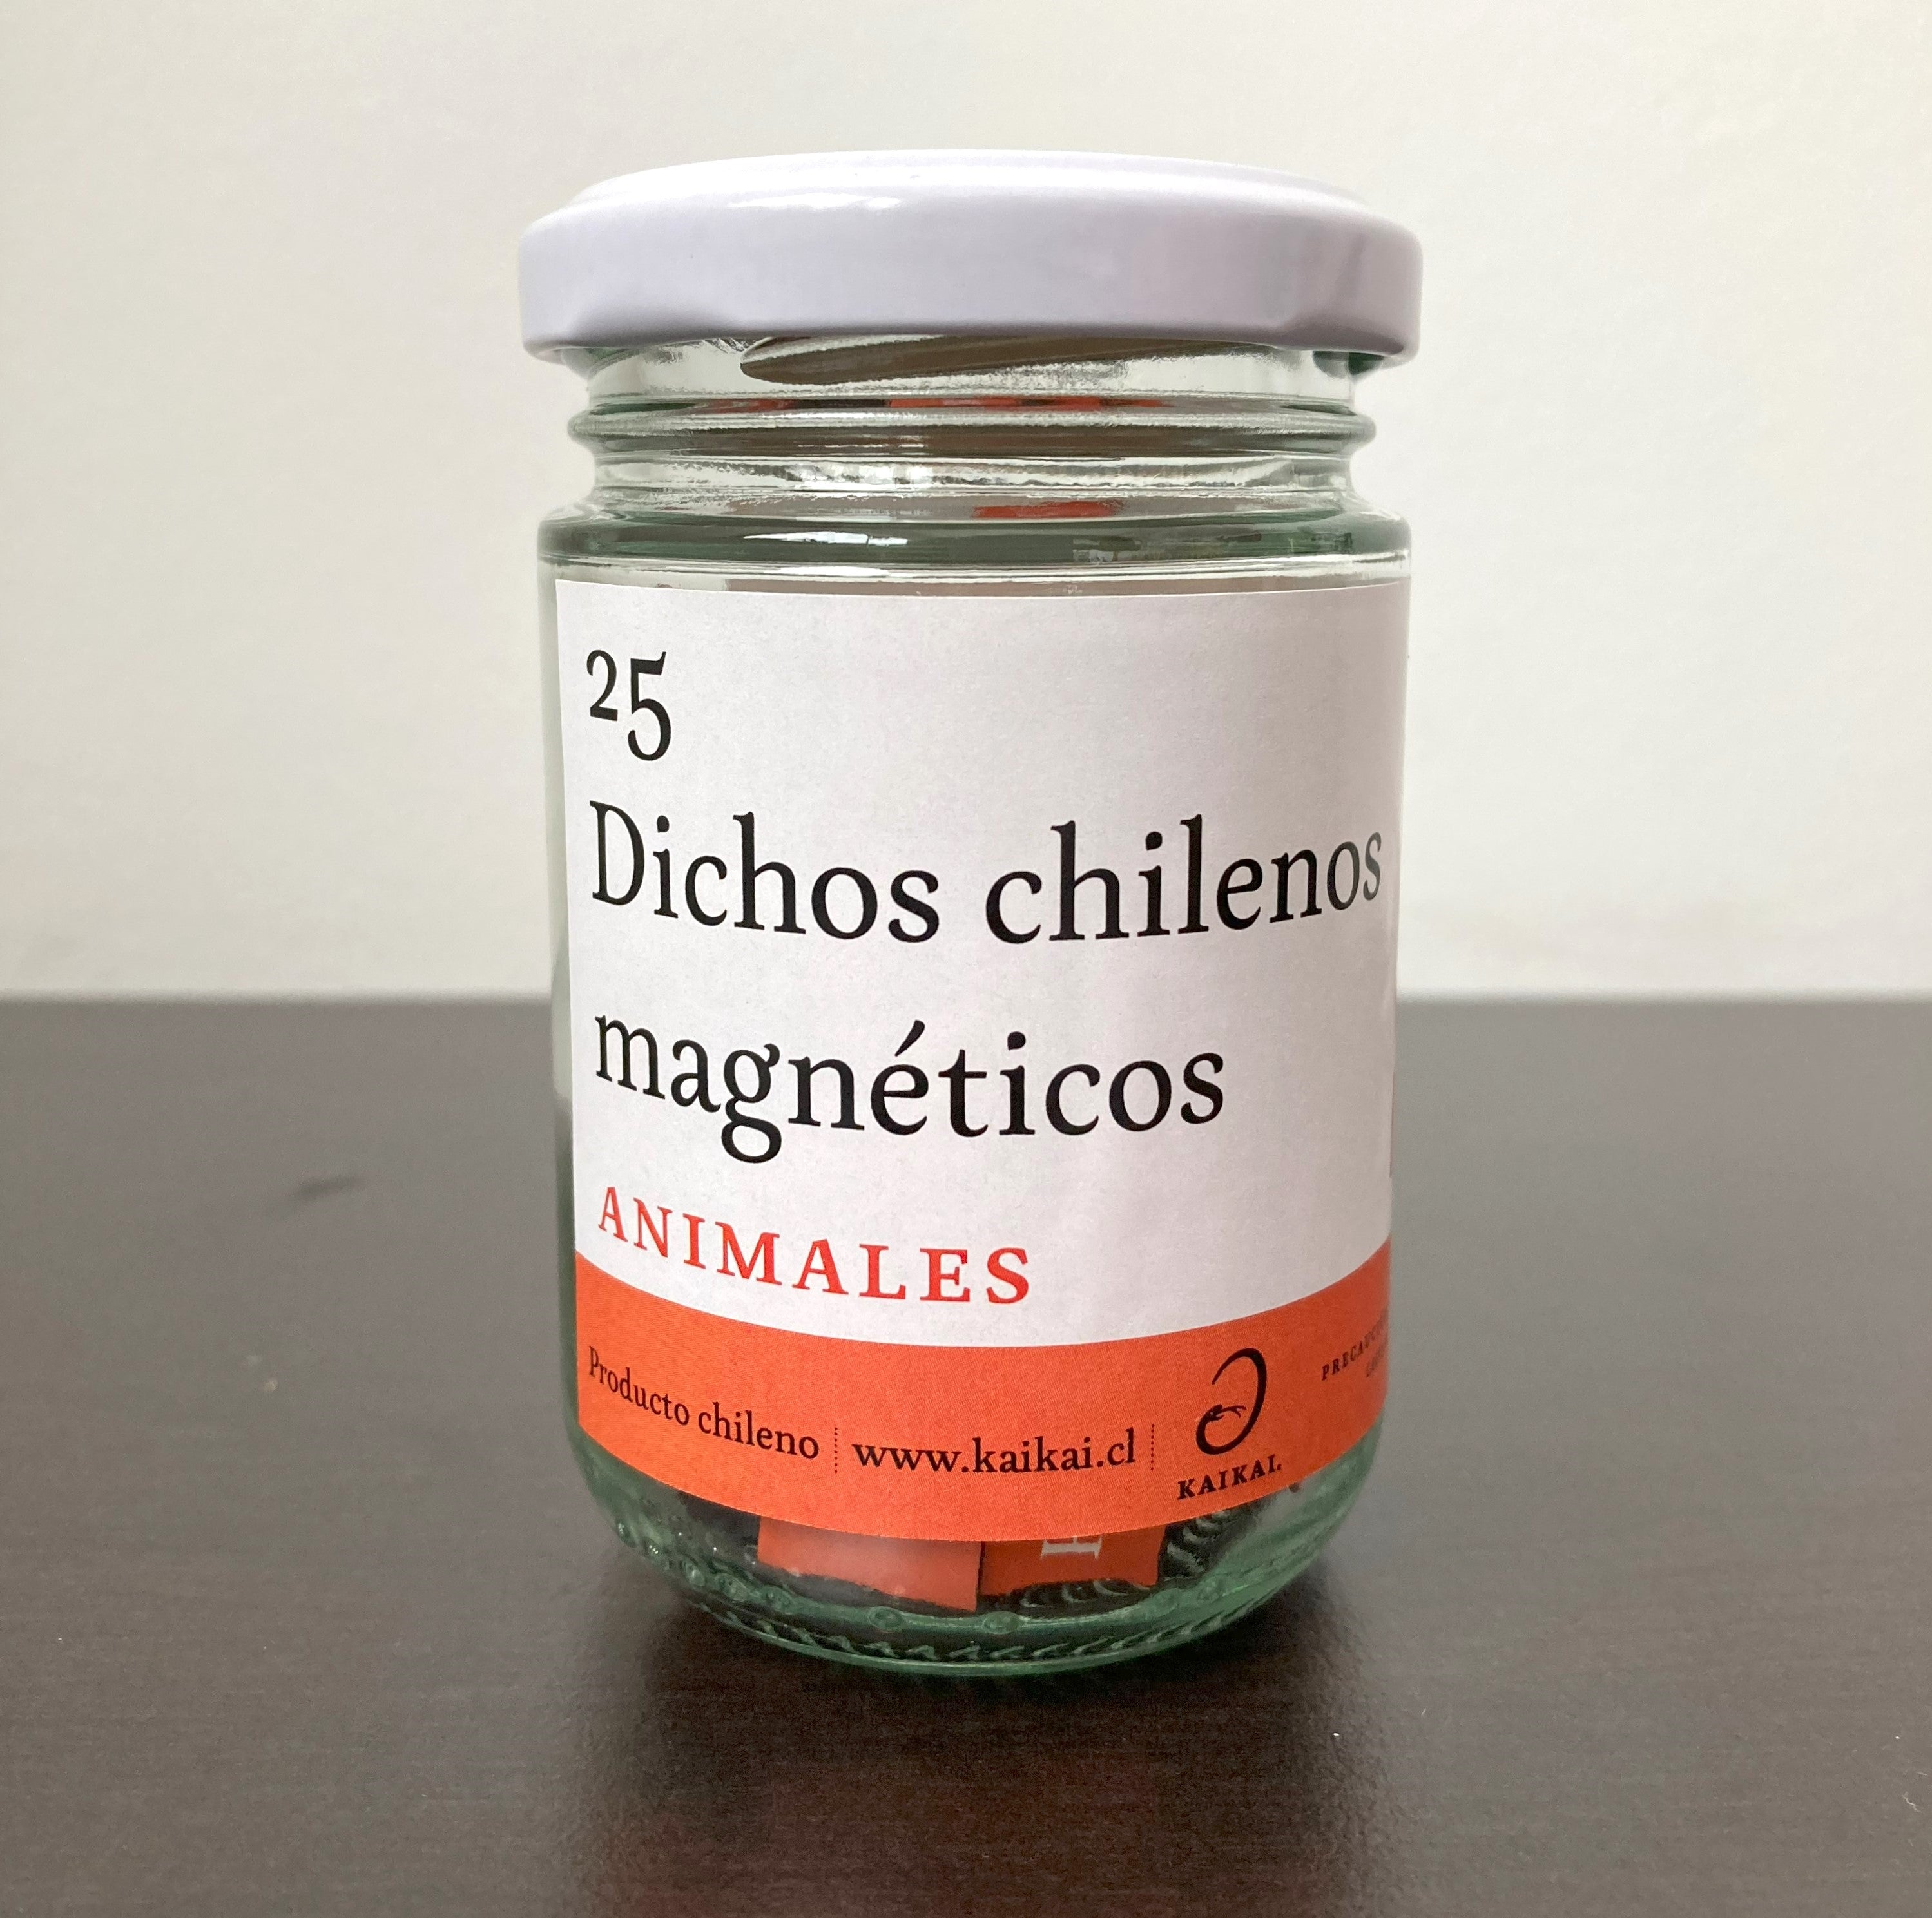 25
Dichos chilenos
magnéticos
ANIMALES
Producto chileno
www.kaikai.cl
KAIKAI